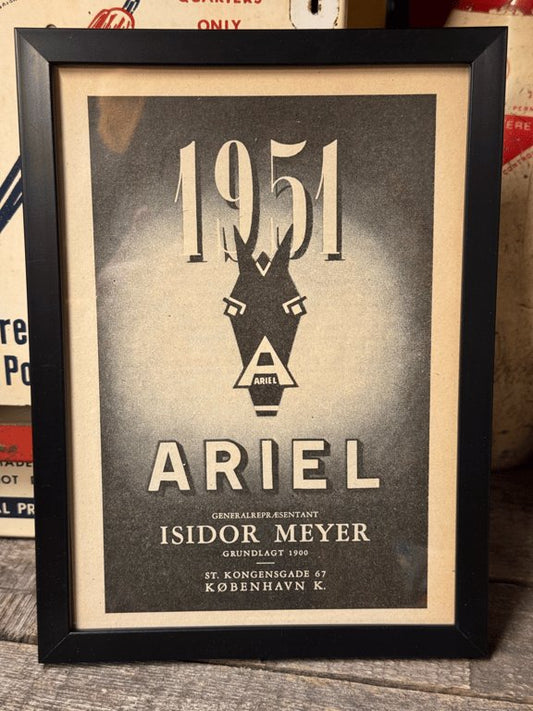 QUARTERS
ONLY
1951
A
ARIEL
ARIEL
GENERALREPRÆSENTANT
ISIDOR MEYER
GRUNDLAGT 1900
ST. KONGENSGADE 67
KØBENHAVN K.